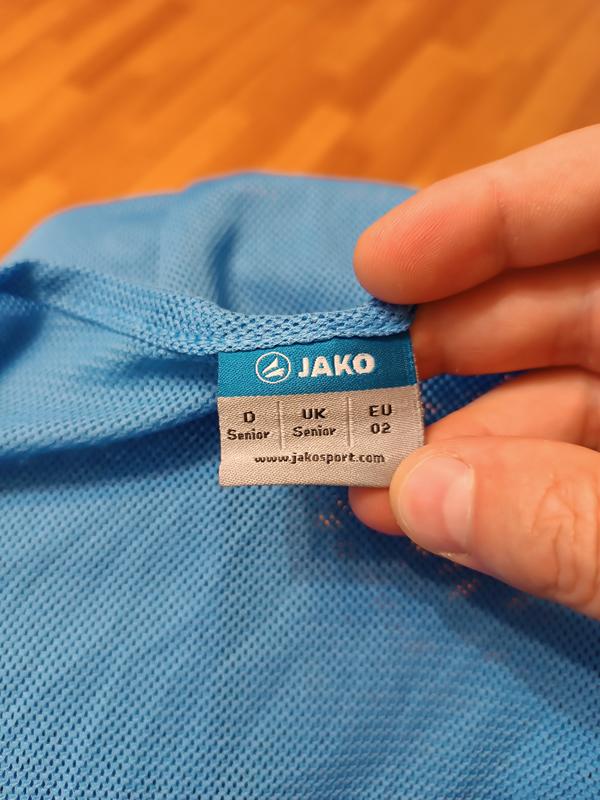 JAKO
D UK EU
Senior Senior 02
www.jakosport.com